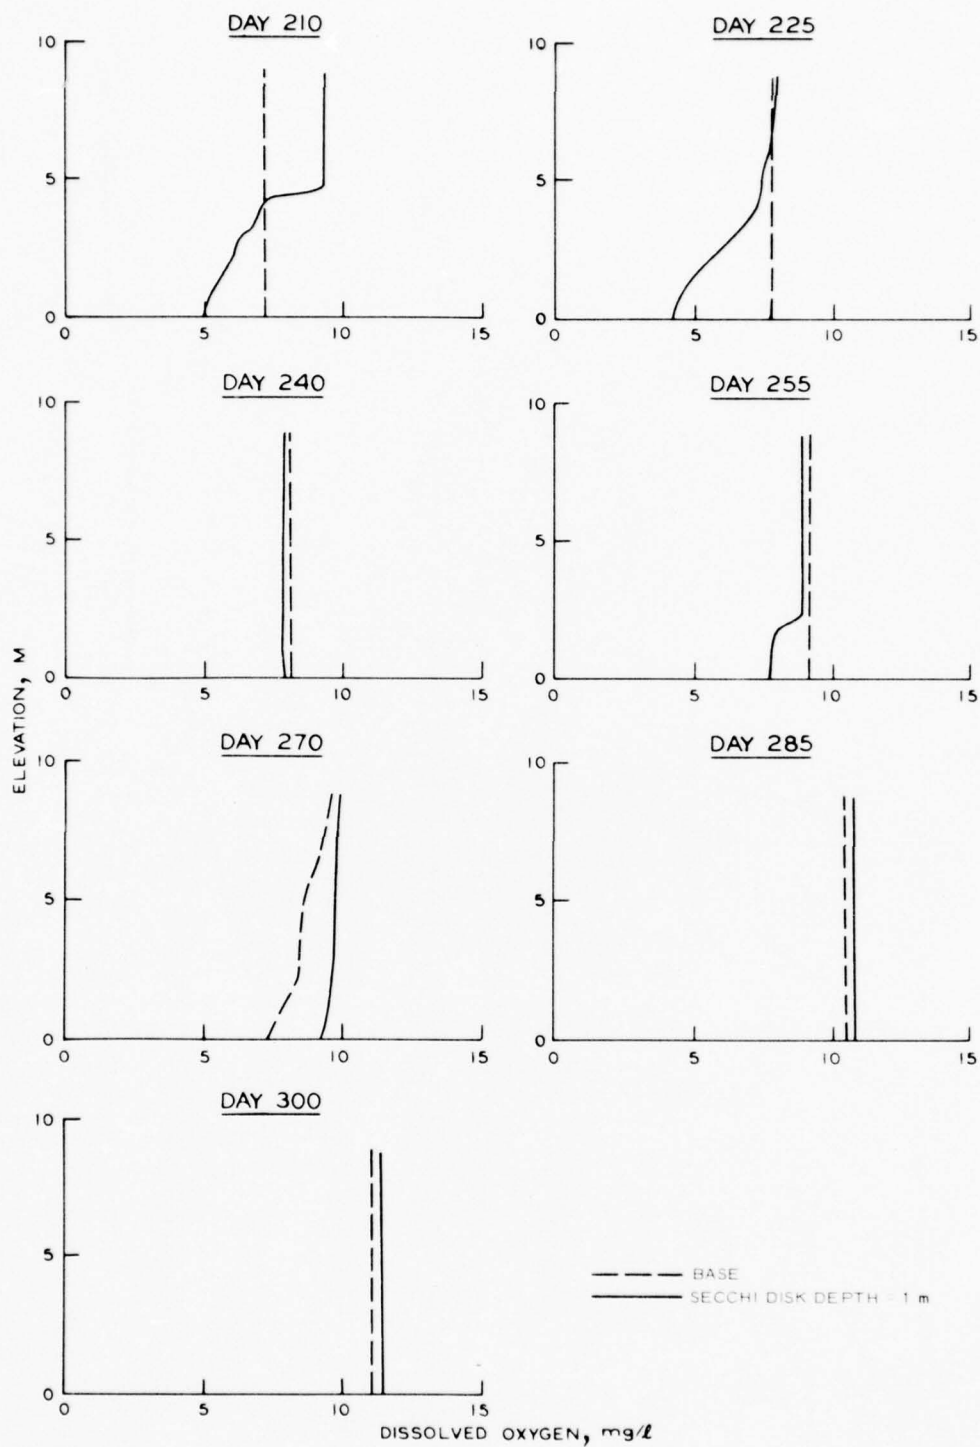 DAY 210
10
5
0
0 5 10 15
DAY 225
10
5
0
0 5 10 15
DAY 240
10
5
0
0 5 10 15
DAY 255
10
5
0
0 5 10 15
ELEVATION, M
DAY 270
10
5
0
0 5 10 15
DAY 285
10
5
0
0 5 10 15
DAY 300
10
5
0
0 5 10 15
BASE
SECCHI DISK DEPTH = 1 m
DISSOLVED OXYGEN, mg/ℓ